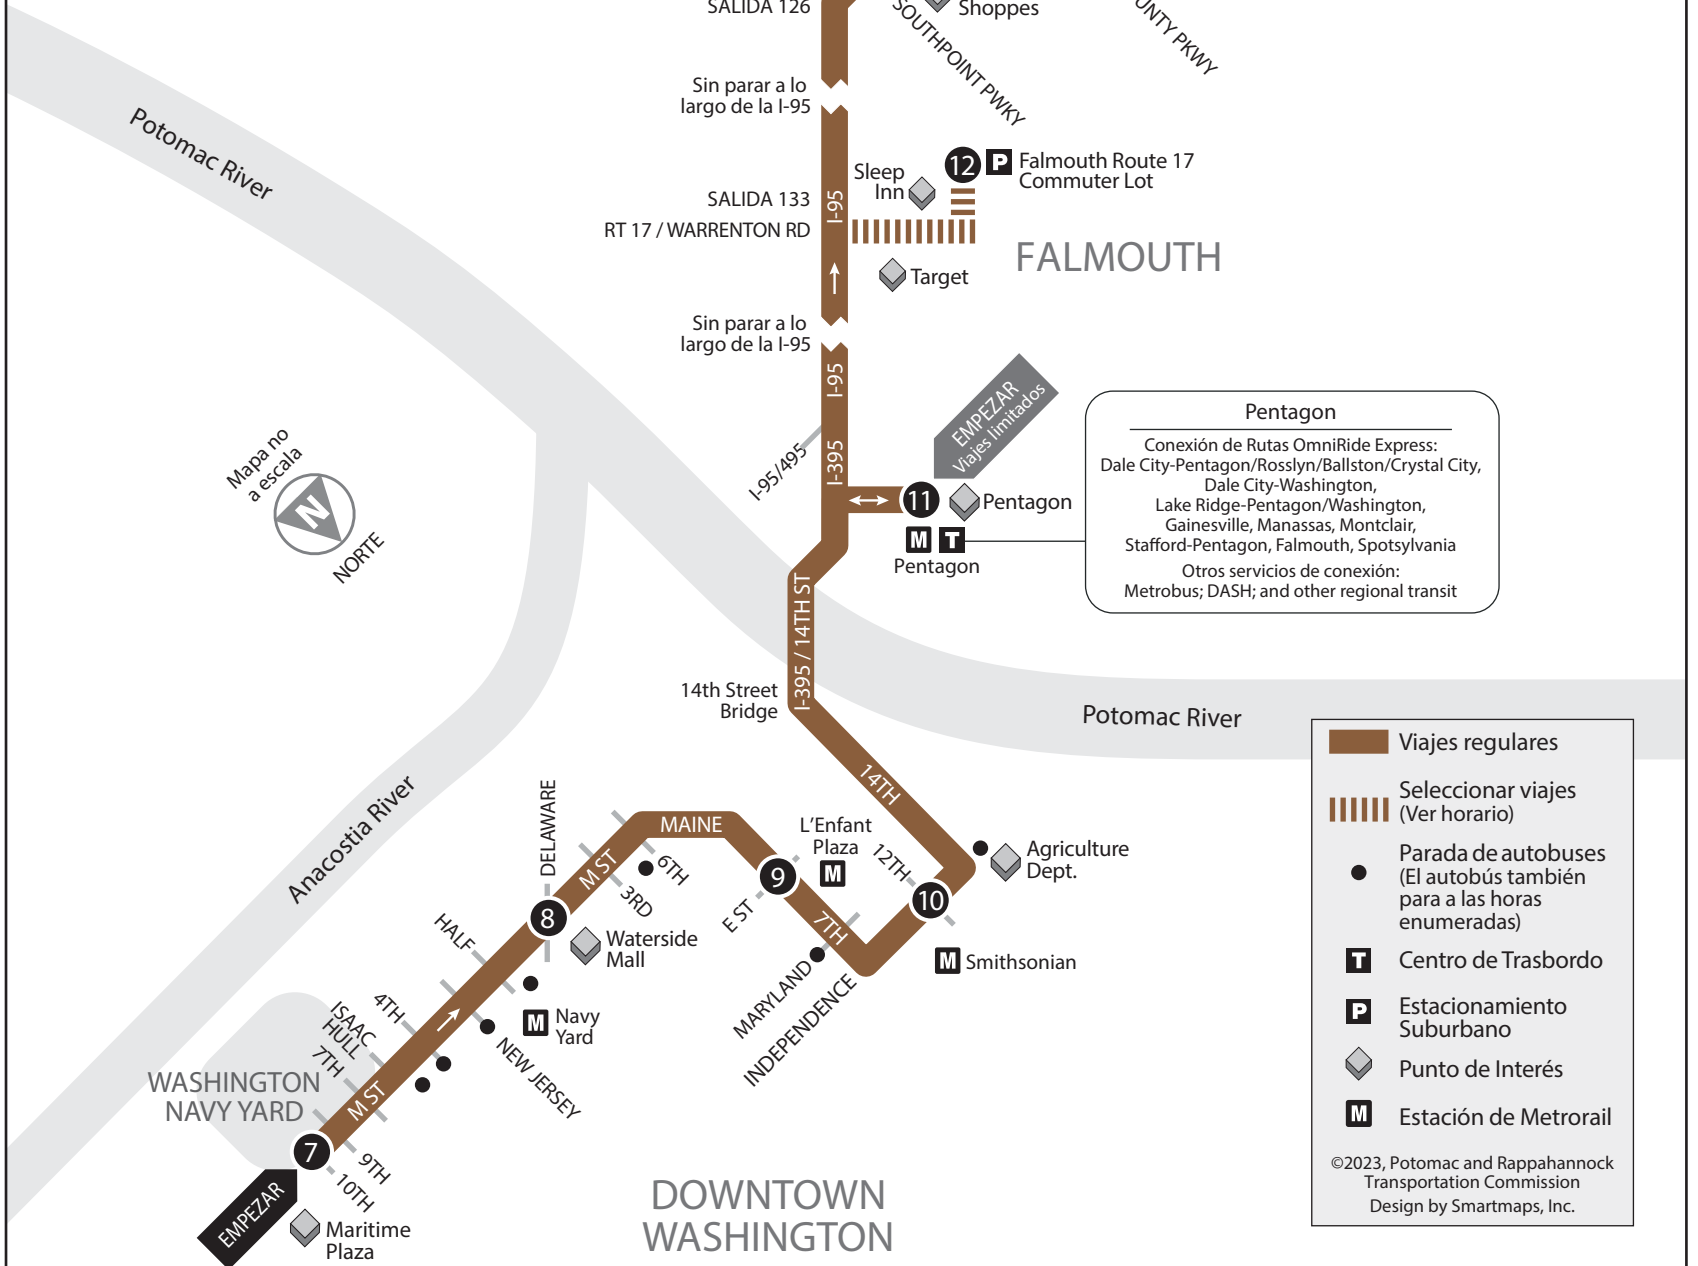 SALIDA 126
Shoppes
SOUTHPOINT PWKY
UNTY PKWY
Sin parar a lo
largo de la I-95
Potomac River
12
P
Falmouth Route 17
Commuter Lot
Sleep
Inn
SALIDA 133
I-95
RT 17 / WARRENTON RD
FALMOUTH
Target
Sin parar a lo
largo de la I-95
I-95
EMPEZAR
Viajes limitados
I-95/495
I-395
11
Pentagon
M
T
Pentagon
Pentagon
Conexión de Rutas OmniRide Express:
Dale City-Pentagon/Rosslyn/Ballston/Crystal City,
Dale City-Washington,
Lake Ridge-Pentagon/Washington,
Gainesville, Manassas, Montclair,
Stafford-Pentagon, Falmouth, Spotsylvania
Otros servicios de conexión:
Metrobus; DASH; and other regional transit
Mapa no
a escala
N
NORTE
I-395 / 14TH ST
14th Street
Bridge
Potomac River
14TH
Anacostia River
DELAWARE
MAINE
L'Enfant
Plaza
M
12TH
Agriculture
Dept.
M ST
6TH
3RD
9
10
E ST
7TH
8
HALF
Waterside
Mall
M
Smithsonian
MARYLAND
INDEPENDENCE
4TH
ISAAC
HULL
7TH
M
Navy
Yard
NEW JERSEY
WASHINGTON
NAVY YARD
M ST
7
9TH
10TH
EMPEZAR
Maritime
Plaza
DOWNTOWN
WASHINGTON
Viajes regulares
Seleccionar viajes
(Ver horario)
Parada de autobuses
(El autobús también
para a las horas
enumeradas)
T
Centro de Trasbordo
P
Estacionamiento
Suburbano
Punto de Interés
M
Estación de Metrorail
©2023, Potomac and Rappahannock
Transportation Commission
Design by Smartmaps, Inc.